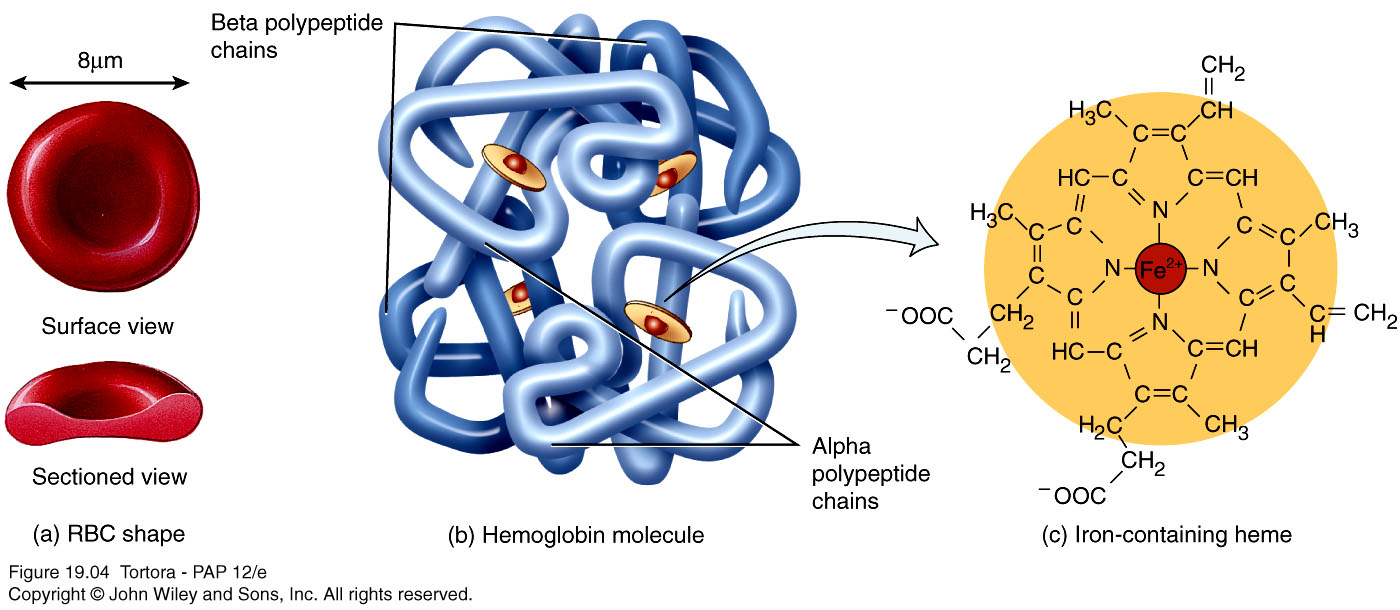 Beta polypeptide
chains
8μm
Surface view
Sectioned view
(a) RBC shape
Alpha
polypeptide
chains
(b) Hemoglobin molecule
CH2
H3C CH
C=C
HC C C=CH
N
H3C C C C C CH3
N Fe2+ N
C C C C
−OOC CH2 CH=CH2
CH2 N
HC C C=CH
C=C
H2C CH3
CH2
−OOC
(c) Iron-containing heme
Figure 19.04 Tortora - PAP 12/e
Copyright © John Wiley and Sons, Inc. All rights reserved.